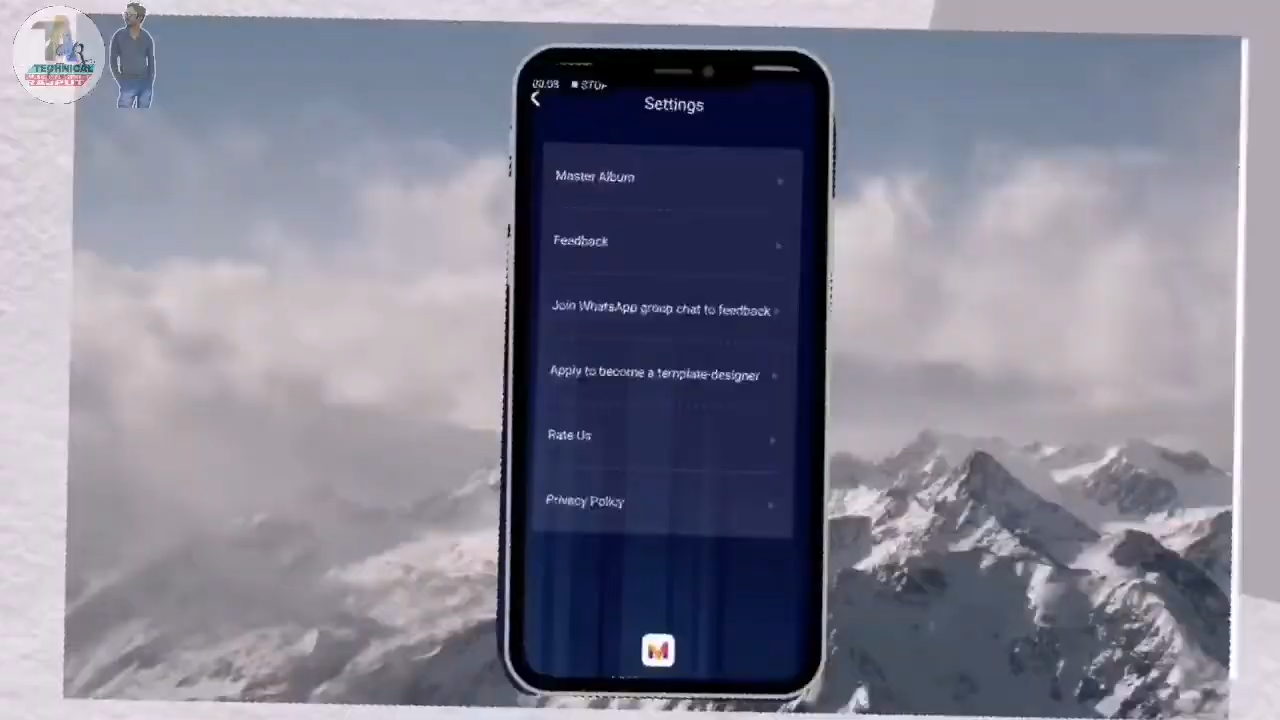 TECHNICAL
RAJPUT
Settings
Master Album
Feedback
Join WhatsApp group chat to feedback
Apply to become a template designer
Rate Us
Privacy Policy